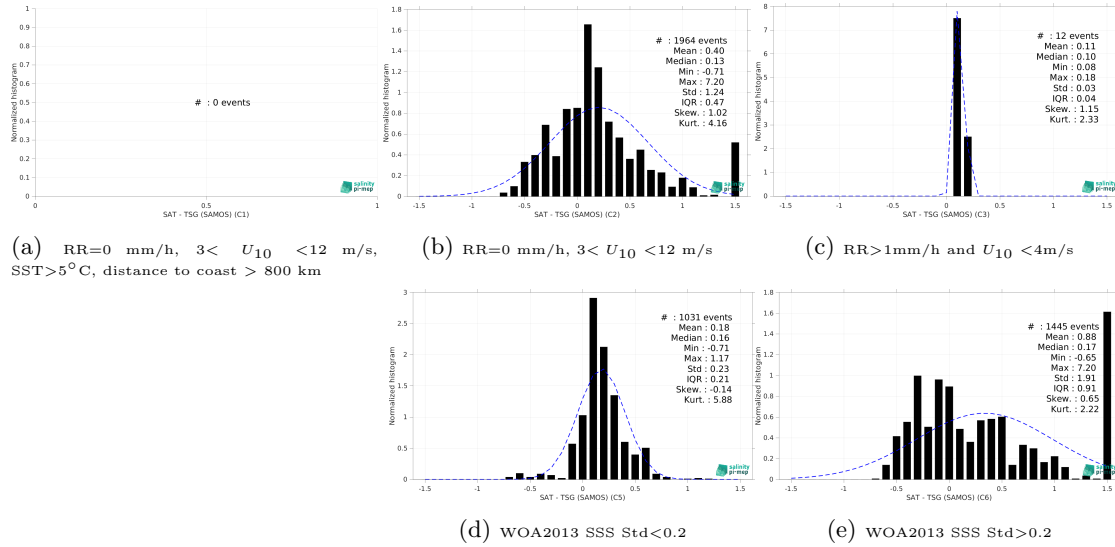 1
0.9
0.8
0.7
0.6
0.5
0.4
0.3
0.2
0.1
0
Normalized histogram
# : 0 events
salinity
pi-mep
0 0.5 1
SAT - TSG (SAMOS) (C1)
(a) RR=0 mm/h, 3< U10 <12 m/s,
SST>5°C, distance to coast > 800 km
1.8
1.6
1.4
1.2
1
0.8
0.6
0.4
0.2
0
Normalized histogram
# : 1964 events
Mean : 0.40
Median : 0.13
Min : -0.71
Max : 7.20
Std : 1.24
IQR : 0.47
Skew. : 1.02
Kurt. : 4.16
salinity
pi-mep
-1.5 -1 -0.5 0 0.5 1 1.5
SAT - TSG (SAMOS) (C2)
(b) RR=0 mm/h, 3< U10 <12 m/s
8
7
6
5
4
3
2
1
0
Normalized histogram
# : 12 events
Mean : 0.11
Median : 0.10
Min : 0.08
Max : 0.18
Std : 0.03
IQR : 0.04
Skew. : 1.15
Kurt. : 2.33
salinity
pi-mep
-1.5 -1 -0.5 0 0.5 1 1.5
SAT - TSG (SAMOS) (C3)
(c) RR>1mm/h and U10 <4m/s
3
2.5
2
1.5
1
0.5
0
Normalized histogram
# : 1031 events
Mean : 0.18
Median : 0.16
Min : -0.71
Max : 1.17
Std : 0.23
IQR : 0.21
Skew. : -0.14
Kurt. : 5.88
salinity
pi-mep
-1.5 -1 -0.5 0 0.5 1 1.5
SAT - TSG (SAMOS) (C5)
(d) WOA2013 SSS Std<0.2
1.8
1.6
1.4
1.2
1
0.8
0.6
0.4
0.2
0
Normalized histogram
# : 1445 events
Mean : 0.88
Median : 0.17
Min : -0.65
Max : 7.20
Std : 1.91
IQR : 0.91
Skew. : 0.65
Kurt. : 2.22
salinity
pi-mep
-1.5 -1 -0.5 0 0.5 1 1.5
SAT - TSG (SAMOS) (C6)
(e) WOA2013 SSS Std>0.2